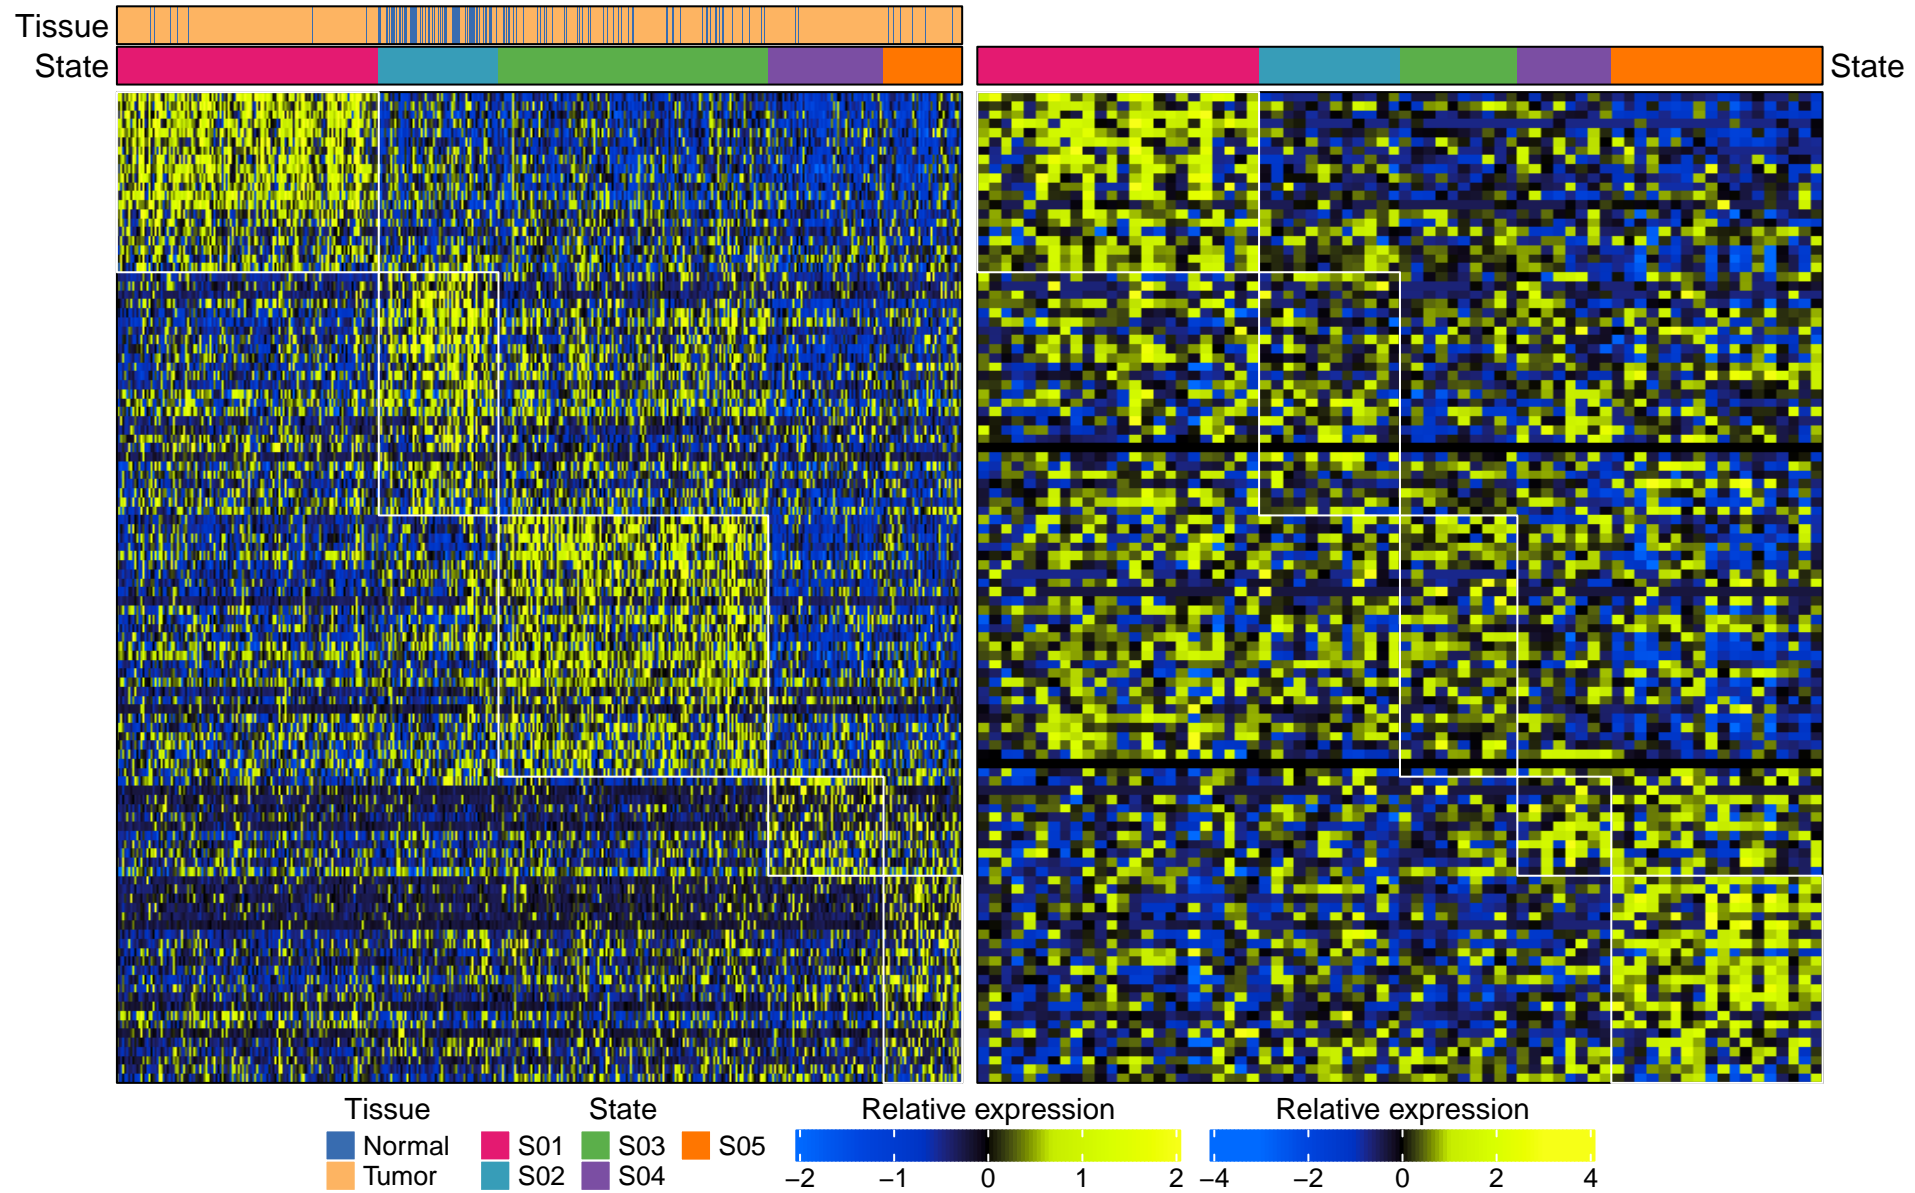 Tissue
State
State
Tissue State Relative expression Relative expression
Normal S01 S03 S05
Tumor S02 S04
−2 −1 0 1 2 −4 −2 0 2 4